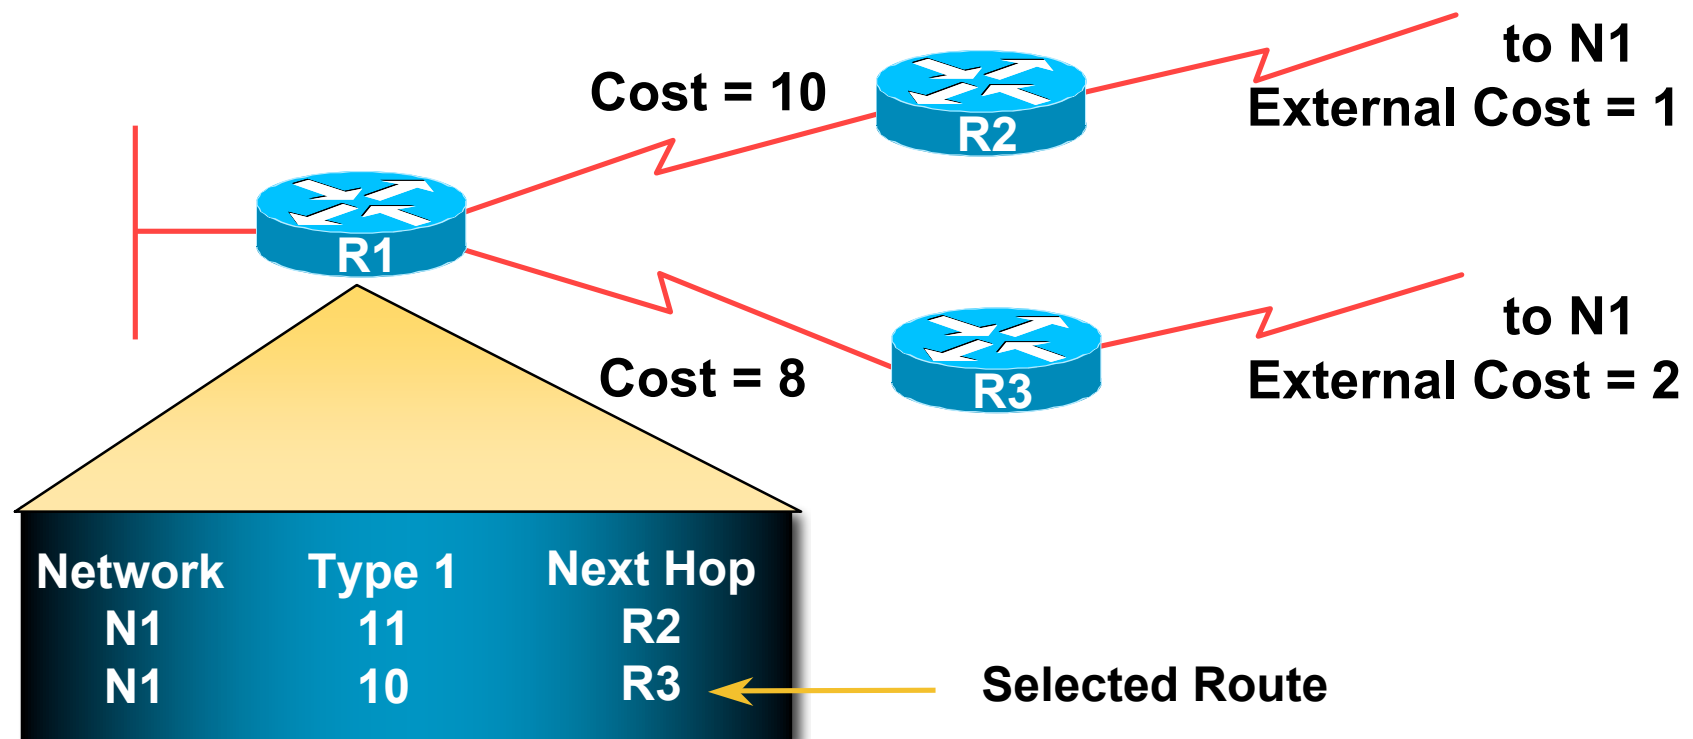 to N1
External Cost = 1
Cost = 10
R2
R1
to N1
External Cost = 2
Cost = 8
R3
Network Type 1 Next Hop
N1 11 R2
N1 10 R3
Selected Route